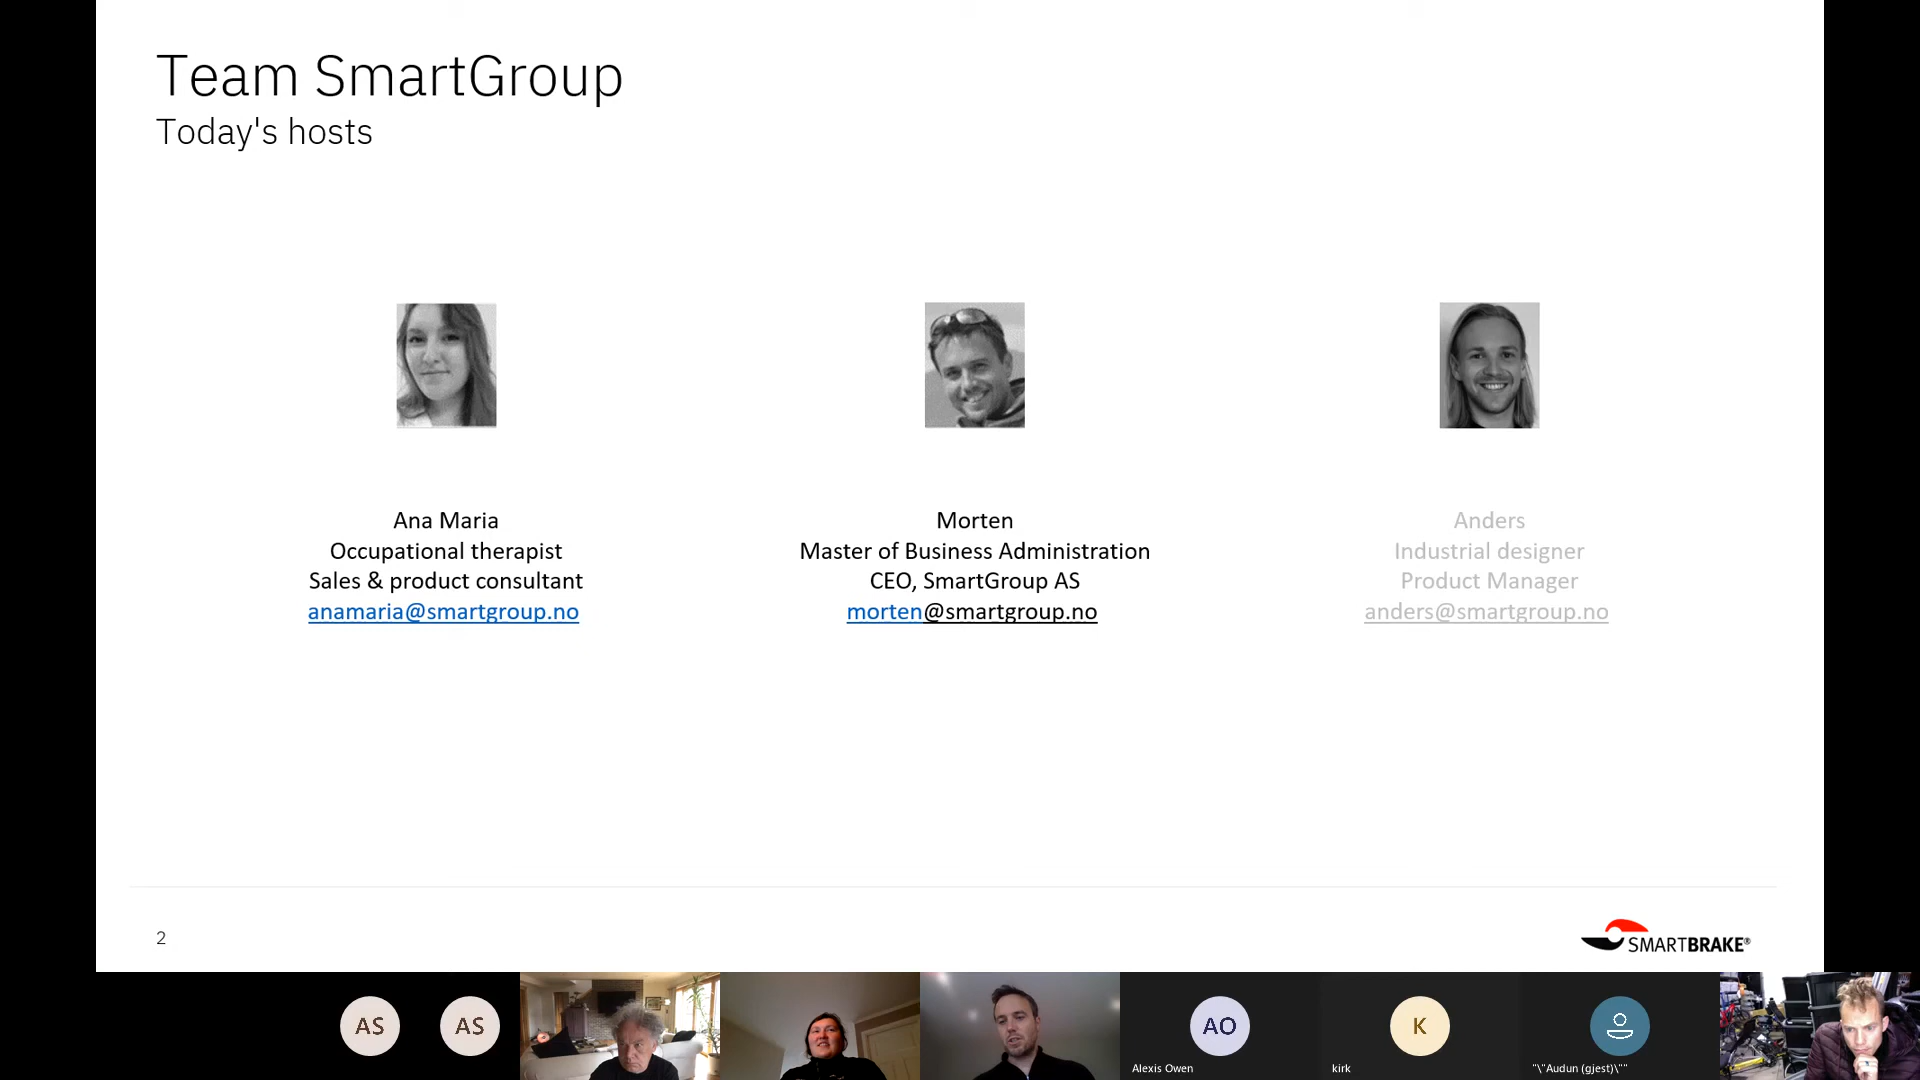 Team SmartGroup
Today's hosts
Ana Maria
Occupational therapist
Sales & product consultant
anamaria@smartgroup.no
Morten
Master of Business Administration
CEO, SmartGroup AS
morten@smartgroup.no
Anders
Industrial designer
Product Manager
anders@smartgroup.no
2
SMARTBRAKE®
AS
AS
AO
Alexis Owen
K
kirk
"\"Audun (gjest)\""